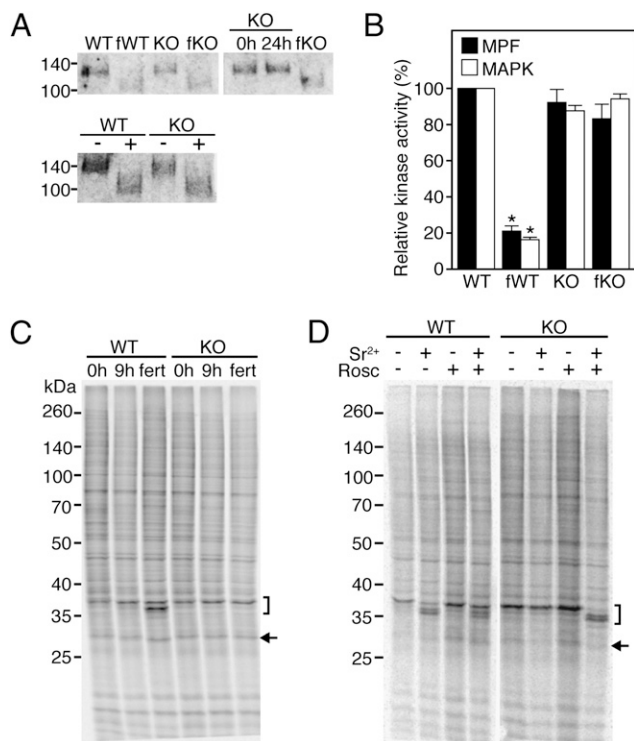 A
KO
WT fWT KO fKO 0h 24h fKO
140
100
WT KO
- + - +
140
100
B
MPF
MAPK
Relative kinase activity (%)
100
80
60
40
20
0
* *
WT fWT KO fKO
C
WT KO
0h 9h fert 0h 9h fert
kDa
260
140
100
70
50
40
35
25
D
WT KO
Sr2+ - + - + - + - +
Rosc - - + + - - + +
260
140
100
70
50
40
35
25